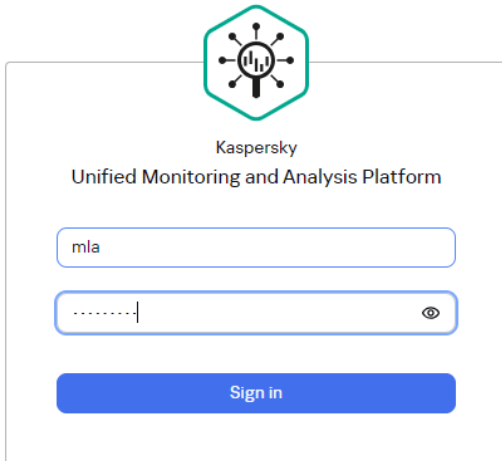 Kaspersky
Unified Monitoring and Analysis Platform
mla
·········
Sign in